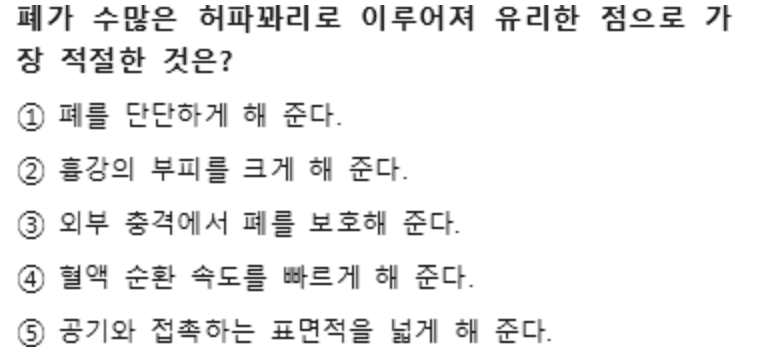 폐가 수많은 허파꽈리로 이루어져 유리한 점으로 가
장 적절한 것은?
① 폐를 단단하게 해 준다.
② 흉강의 부피를 크게 해 준다.
③ 외부 충격에서 폐를 보호해 준다.
④ 혈액 순환 속도를 빠르게 해 준다.
⑤ 공기와 접촉하는 표면적을 넓게 해 준다.